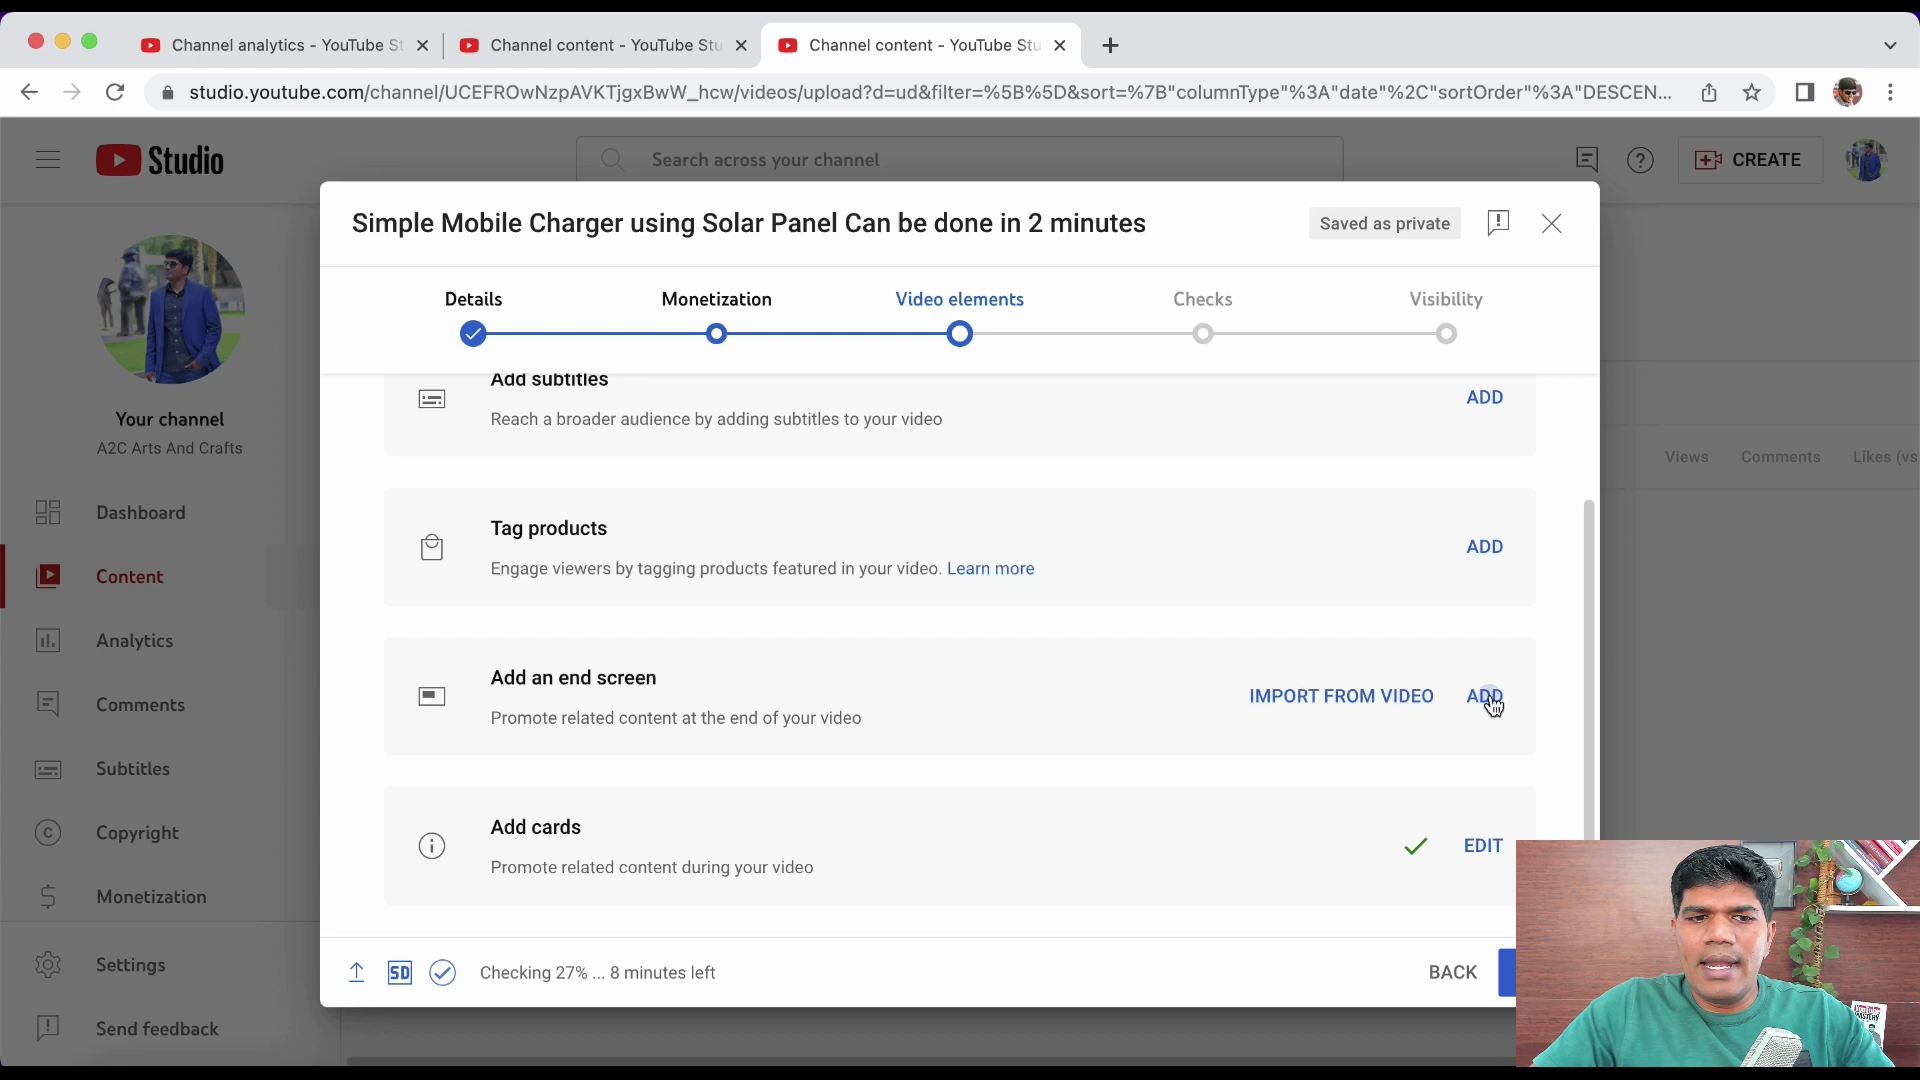 Channel analytics - YouTube St
Channel content - YouTube Stu
Channel content - YouTube Stu
studio.youtube.com/channel/UCEFROwNzpAVKTjgxBwW_hcw/videos/upload?d=ud&filter=%5B%5D&sort=%7B"columnType"%3A"date"%2C"sortOrder"%3A"DESCEN...
Studio
Search across your channel
CREATE
Simple Mobile Charger using Solar Panel Can be done in 2 minutes
Saved as private
Details
Monetization
Video elements
Checks
Visibility
Your channel
A2C Arts And Crafts
Dashboard
Content
Analytics
Comments
Subtitles
Copyright
Monetization
Settings
Send feedback
Add subtitles
Reach a broader audience by adding subtitles to your video
ADD
Tag products
Engage viewers by tagging products featured in your video. Learn more
ADD
Add an end screen
Promote related content at the end of your video
IMPORT FROM VIDEO
ADD
Add cards
Promote related content during your video
EDIT
Views
Comments
Likes (vs
SD
Checking 27% ... 8 minutes left
BACK